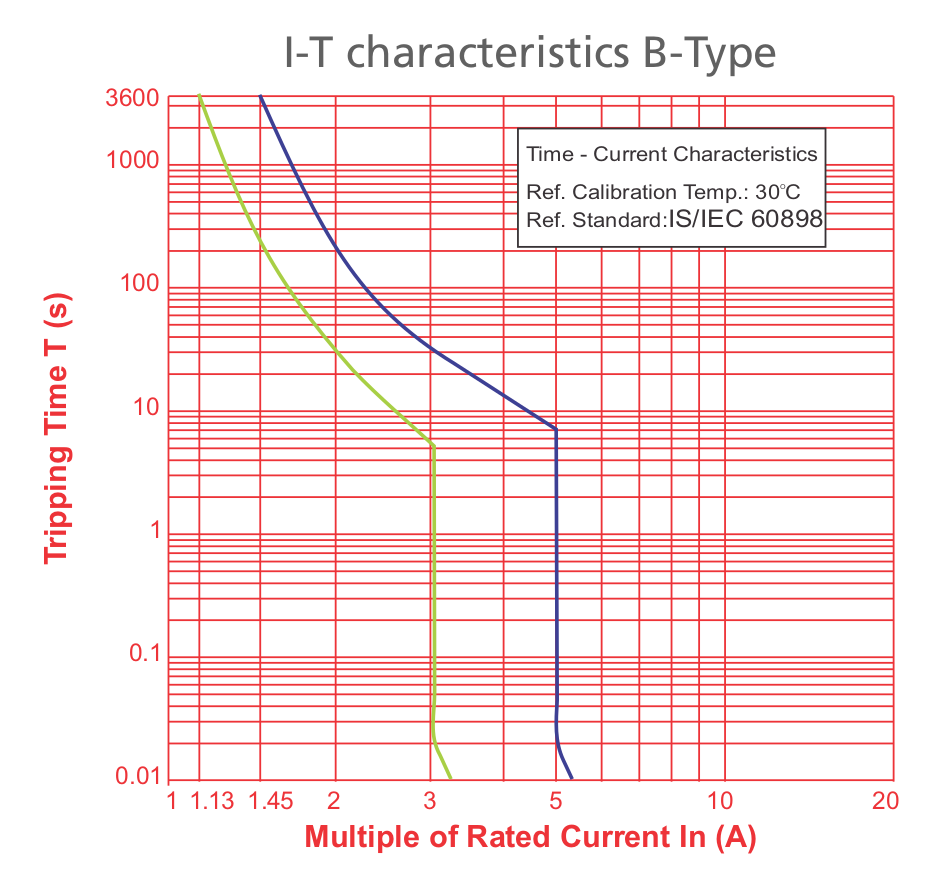 I-T characteristics B-Type
3600
1000
100
10
1
0.1
0.01
Tripping Time T (s)
Time - Current Characteristics
Ref. Calibration Temp.: 30°C
Ref. Standard:IS/IEC 60898
1 1.13 1.45 2 3 5 10 20
Multiple of Rated Current In (A)